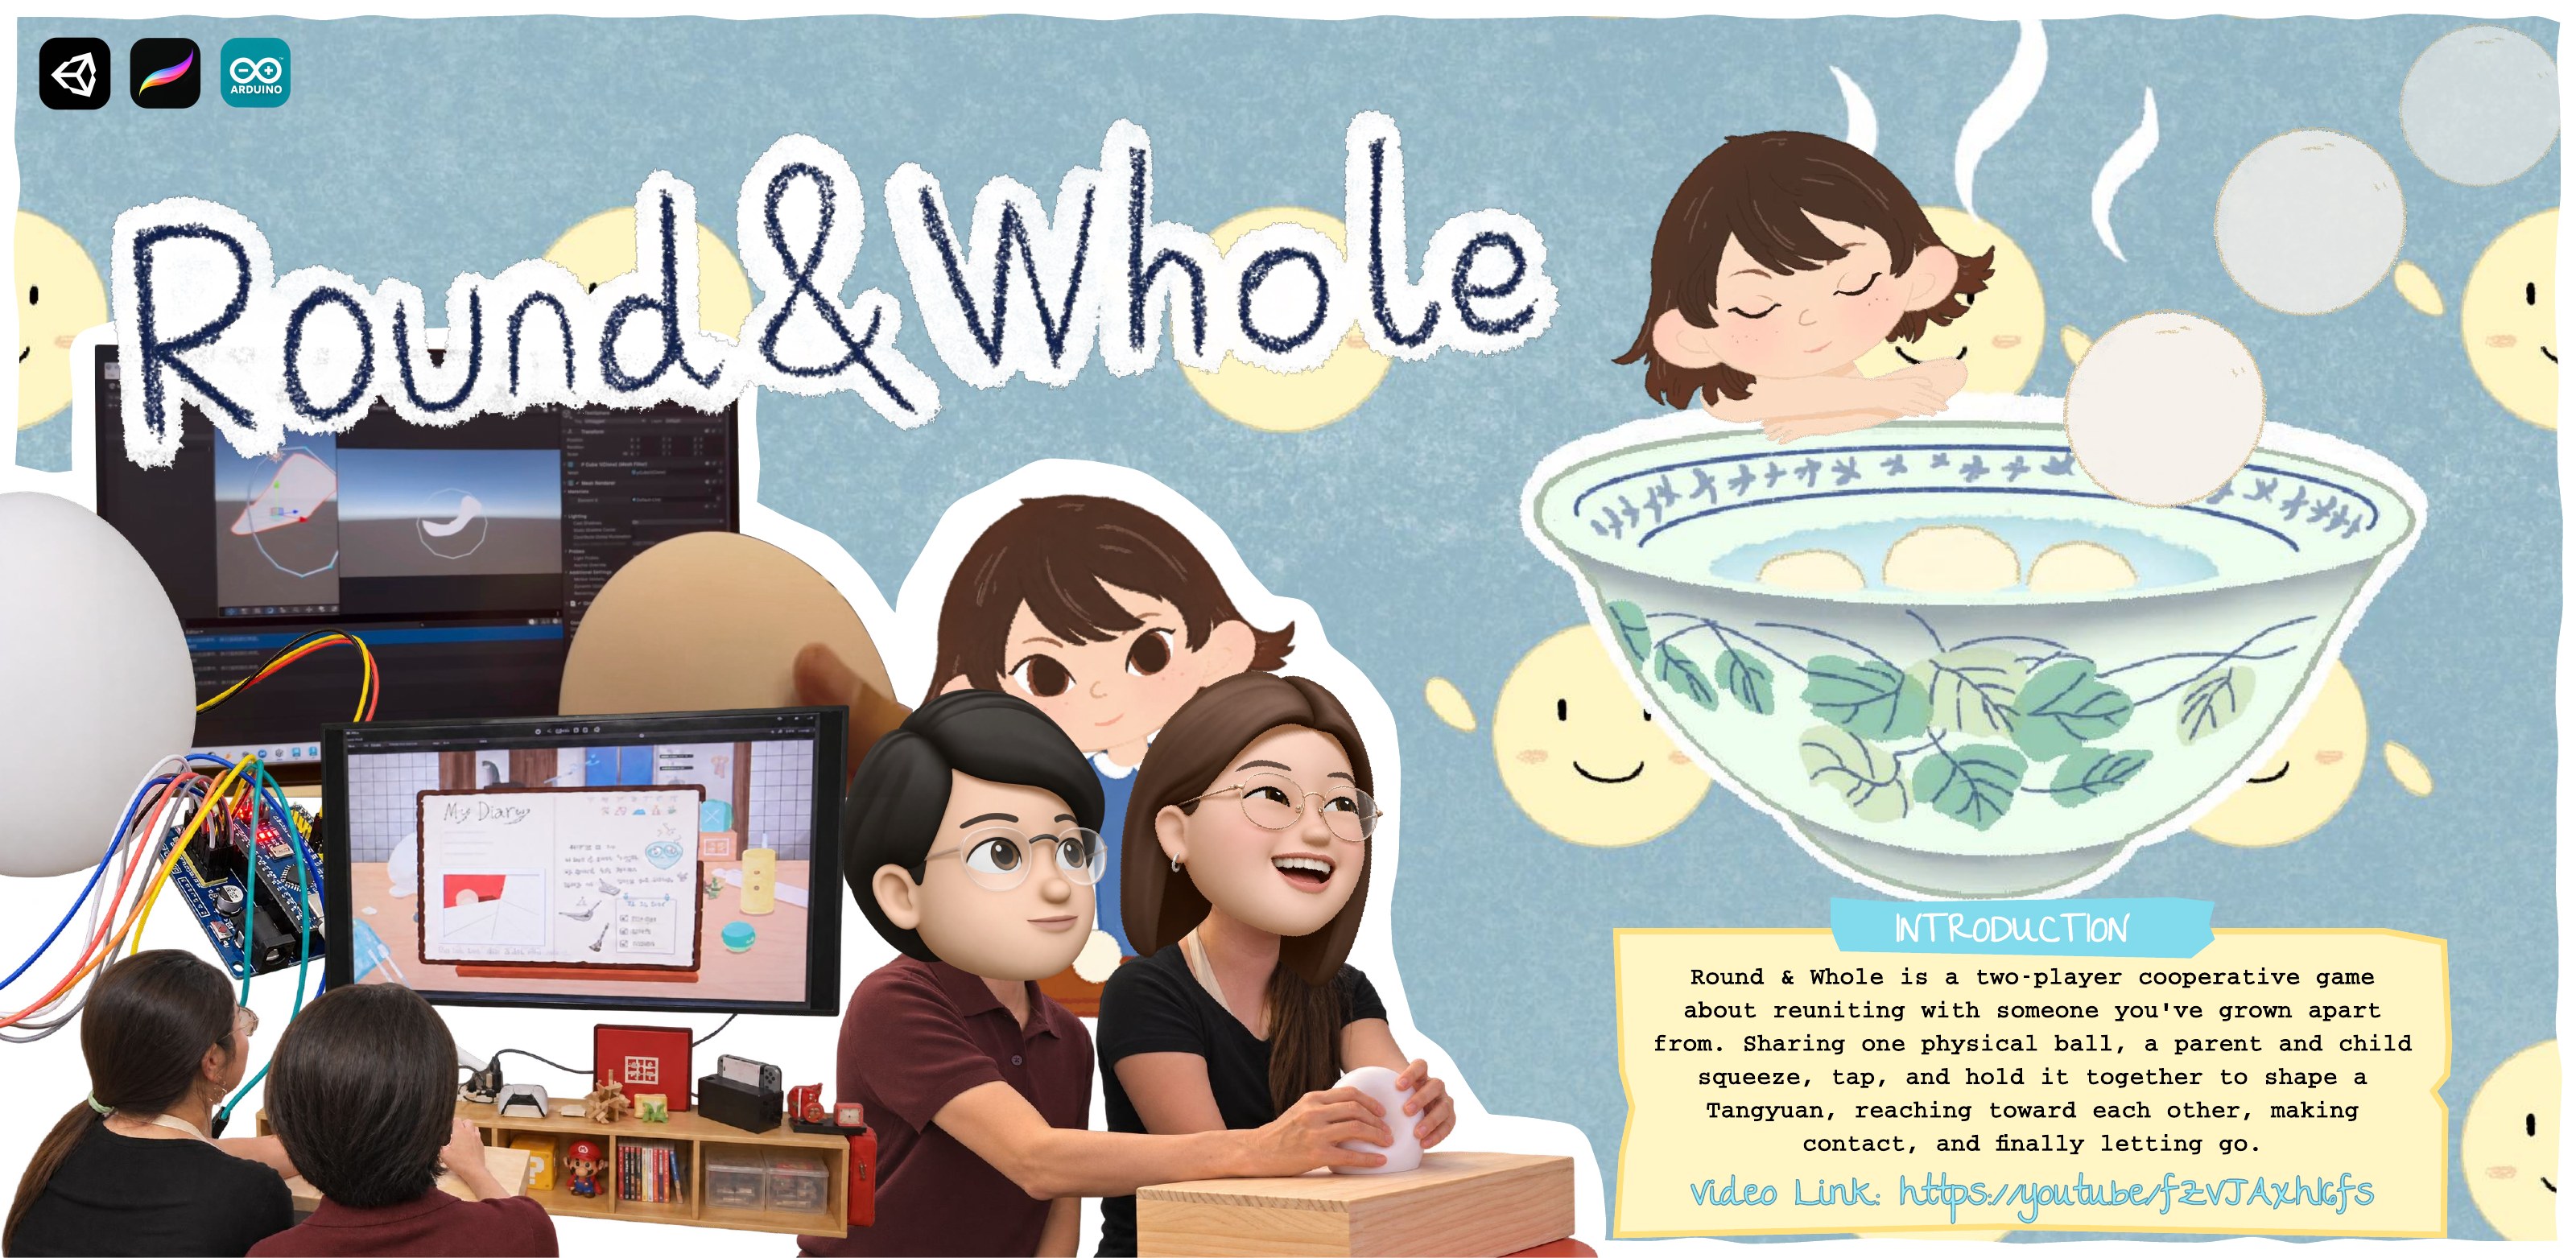 ARDUINO
Round & Whole
My Diary
INTRODUCTION
Round & Whole is a two-player cooperative game
about reuniting with someone you've grown apart
from. Sharing one physical ball, a parent and child
squeeze, tap, and hold it together to shape a
Tangyuan, reaching toward each other, making
contact, and finally letting go.
Video Link: https://youtube/fZVJAxhl6fs